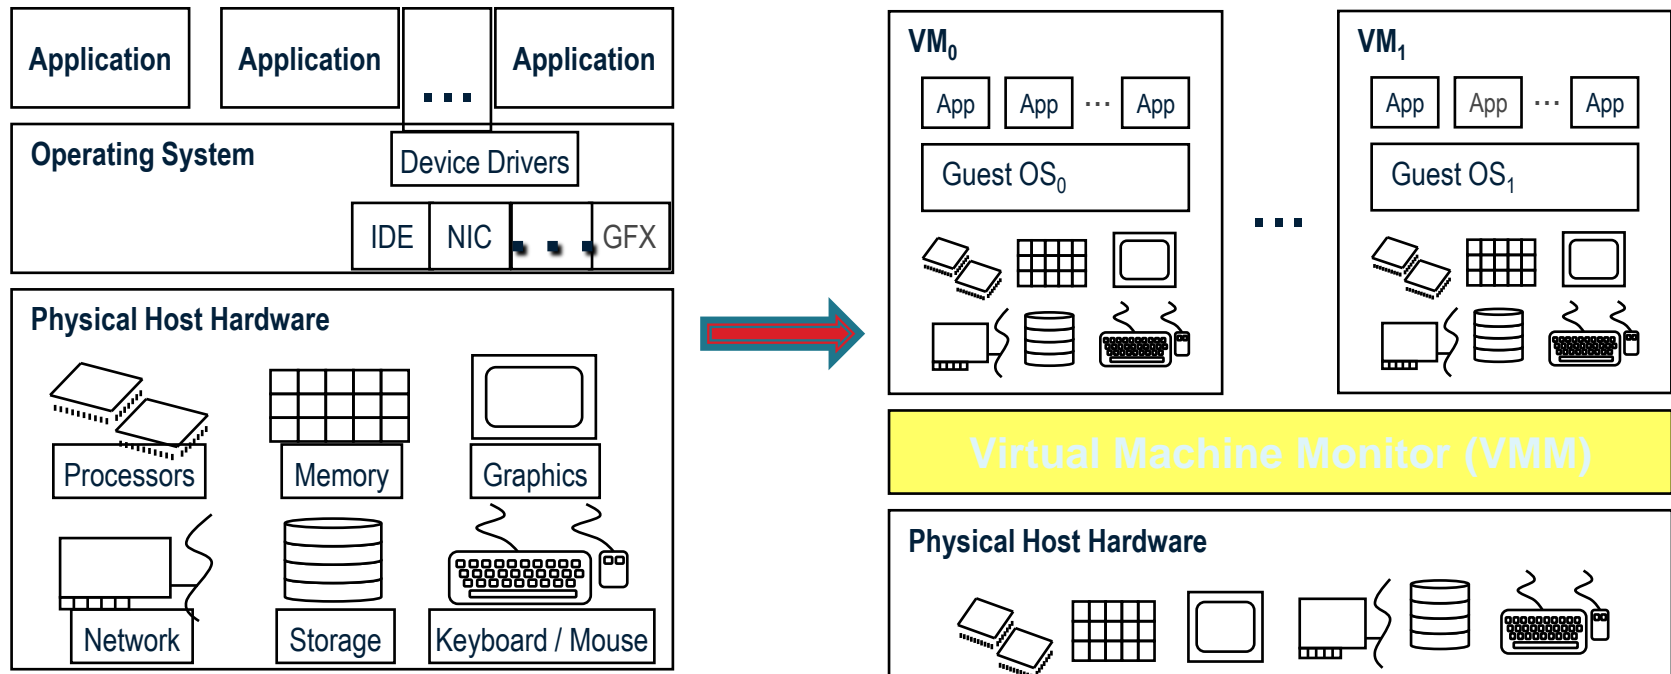 Application
Application
...
Application
Operating System
Device Drivers
IDE
NIC
...
GFX
Physical Host Hardware
Processors
Memory
Graphics
Network
Storage
Keyboard / Mouse
VM0
App
App
...
App
Guest OS0
...
VM1
App
App
...
App
Guest OS1
Virtual Machine Monitor (VMM)
Physical Host Hardware